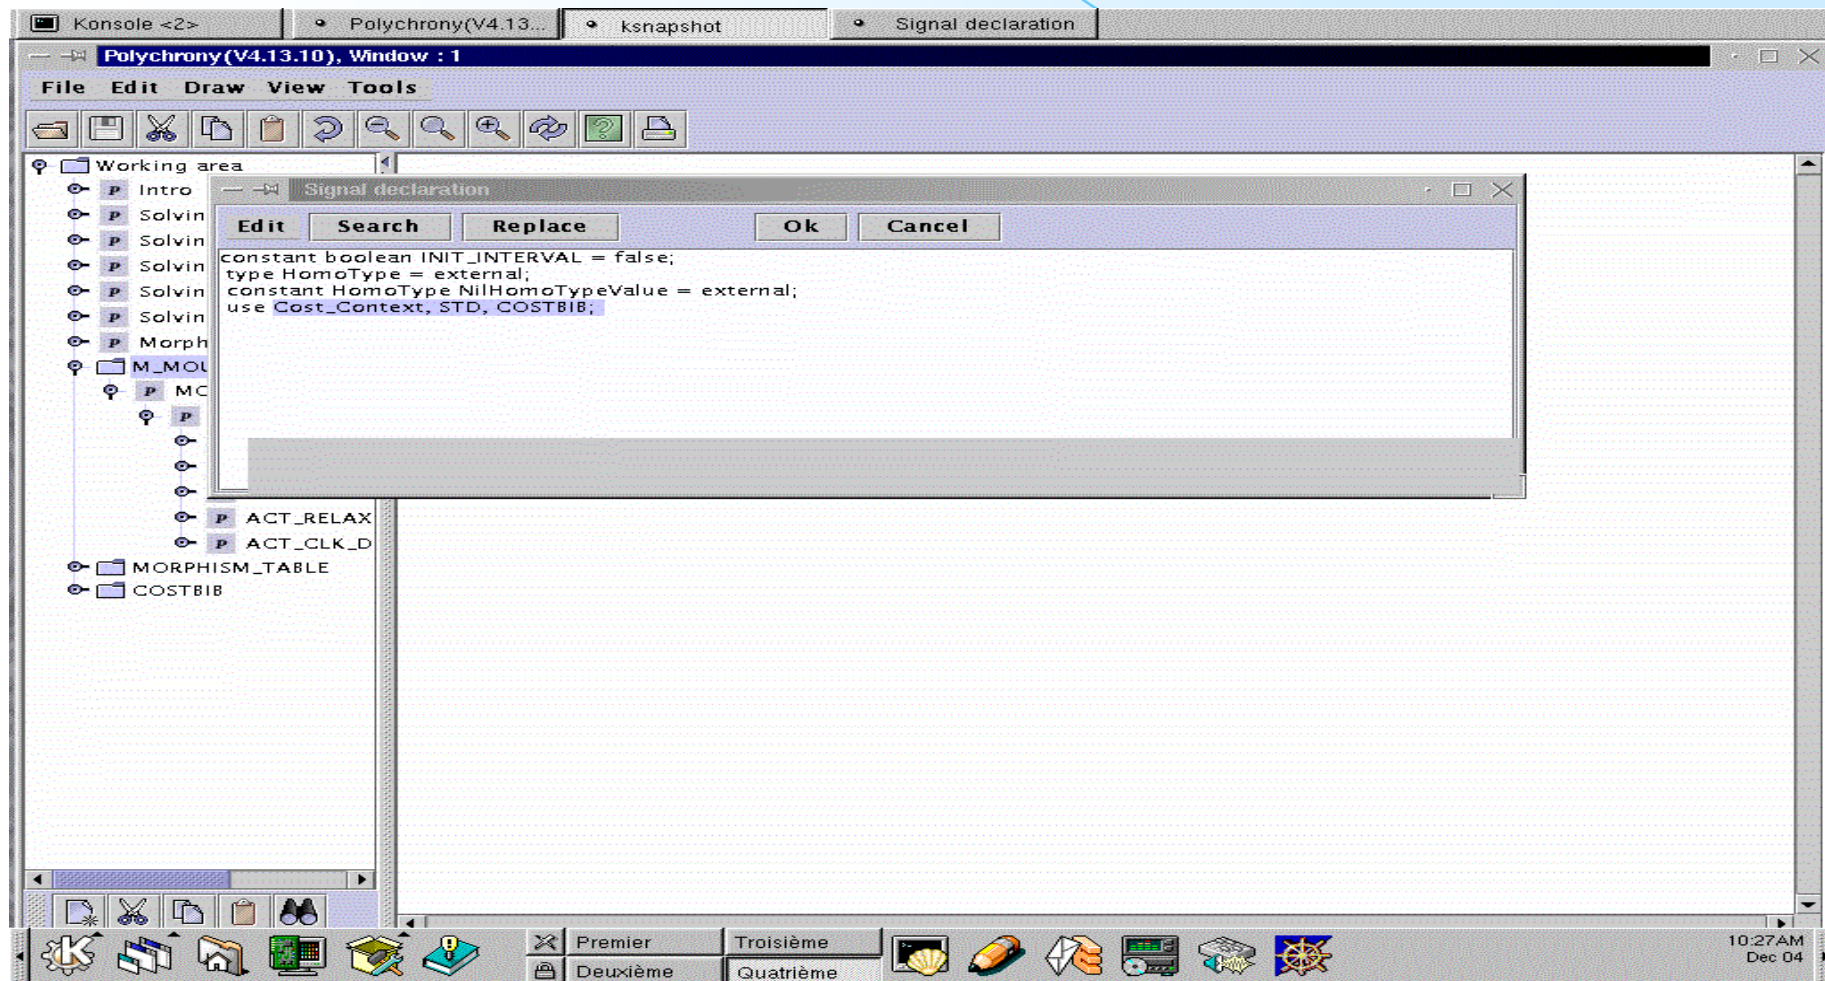 Konsole <2> Polychrony(V4.13... ksnapshot Signal declaration
Polychrony(V4.13.10), Window : 1
File Edit Draw View Tools
Working area
P Intro
Signal declaration
P Solvin
Edit Search Replace Ok Cancel
P Solvin
constant boolean INIT_INTERVAL = false;
P Solvin
type HomoType = external;
P Solvin
constant HomoType NilHomoTypeValue = external;
use Cost_Context, STD, COSTBIB;
P Solvin
P Morph
M_MOU
P MO
P
P ACT_RELAX
P ACT_CLK_D
MORPHISM_TABLE
COSTBIB
Premier Troisième
Deuxième Quatrième
10:27AM
Dec 04